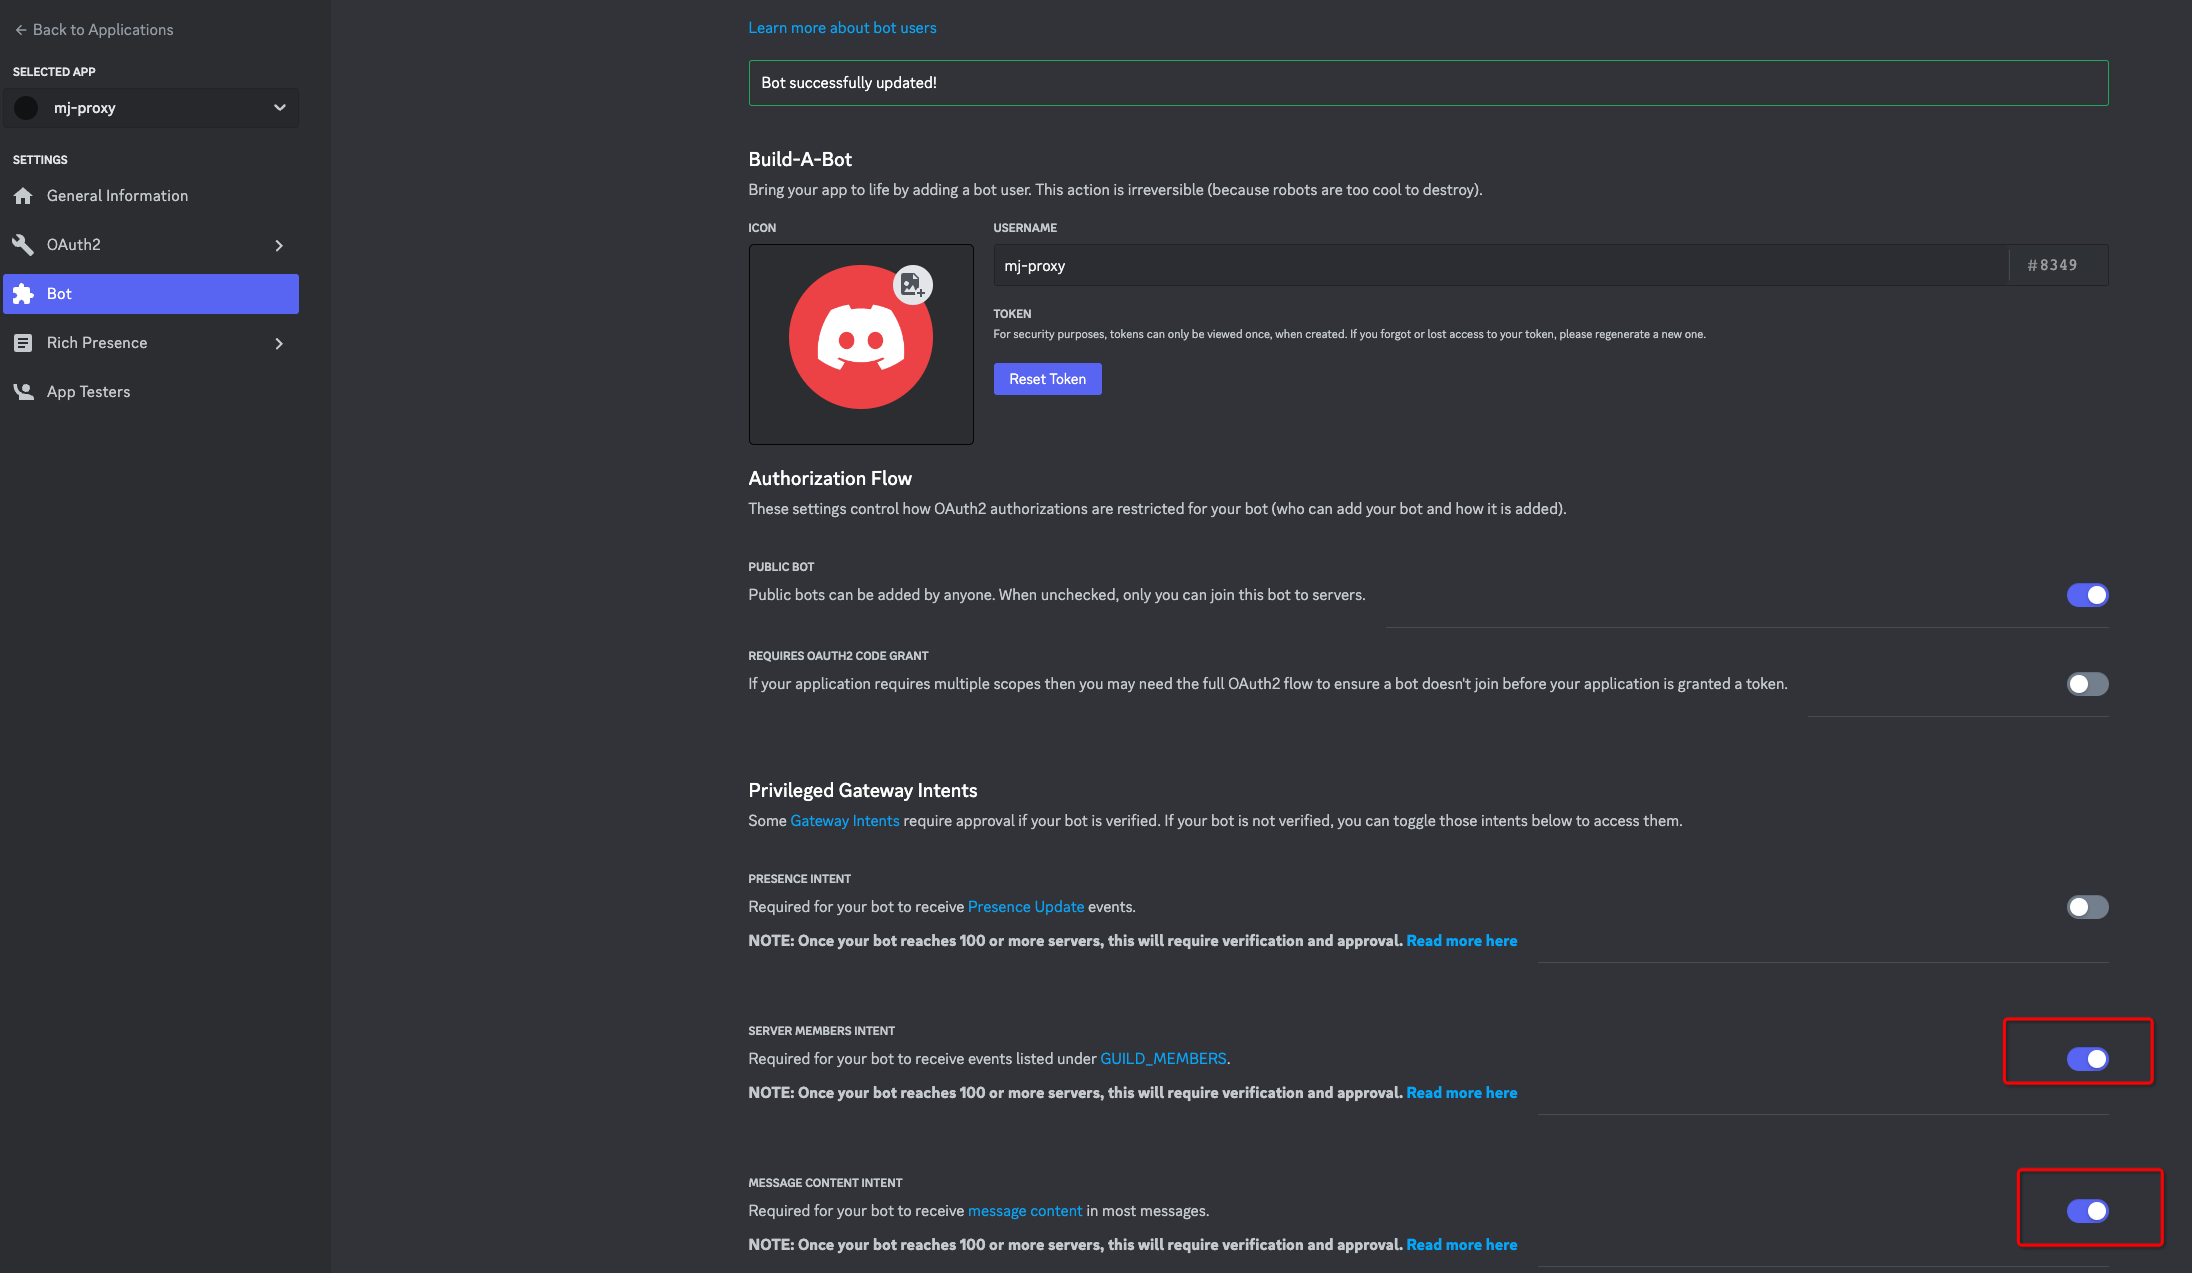 Back to Applications
SELECTED APP
mj-proxy
SETTINGS
General Information
OAuth2
Bot
Rich Presence
App Testers
Learn more about bot users
Bot successfully updated!
Build-A-Bot
Bring your app to life by adding a bot user. This action is irreversible (because robots are too cool to destroy).
ICON
USERNAME
mj-proxy
#8349
TOKEN
For security purposes, tokens can only be viewed once, when created. If you forgot or lost access to your token, please regenerate a new one.
Reset Token
Authorization Flow
These settings control how OAuth2 authorizations are restricted for your bot (who can add your bot and how it is added).
PUBLIC BOT
Public bots can be added by anyone. When unchecked, only you can join this bot to servers.
REQUIRES OAUTH2 CODE GRANT
If your application requires multiple scopes then you may need the full OAuth2 flow to ensure a bot doesn't join before your application is granted a token.
Privileged Gateway Intents
Some Gateway Intents require approval if your bot is verified. If your bot is not verified, you can toggle those intents below to access them.
PRESENCE INTENT
Required for your bot to receive Presence Update events.
NOTE: Once your bot reaches 100 or more servers, this will require verification and approval. Read more here
SERVER MEMBERS INTENT
Required for your bot to receive events listed under GUILD_MEMBERS.
NOTE: Once your bot reaches 100 or more servers, this will require verification and approval. Read more here
MESSAGE CONTENT INTENT
Required for your bot to receive message content in most messages.
NOTE: Once your bot reaches 100 or more servers, this will require verification and approval. Read more here